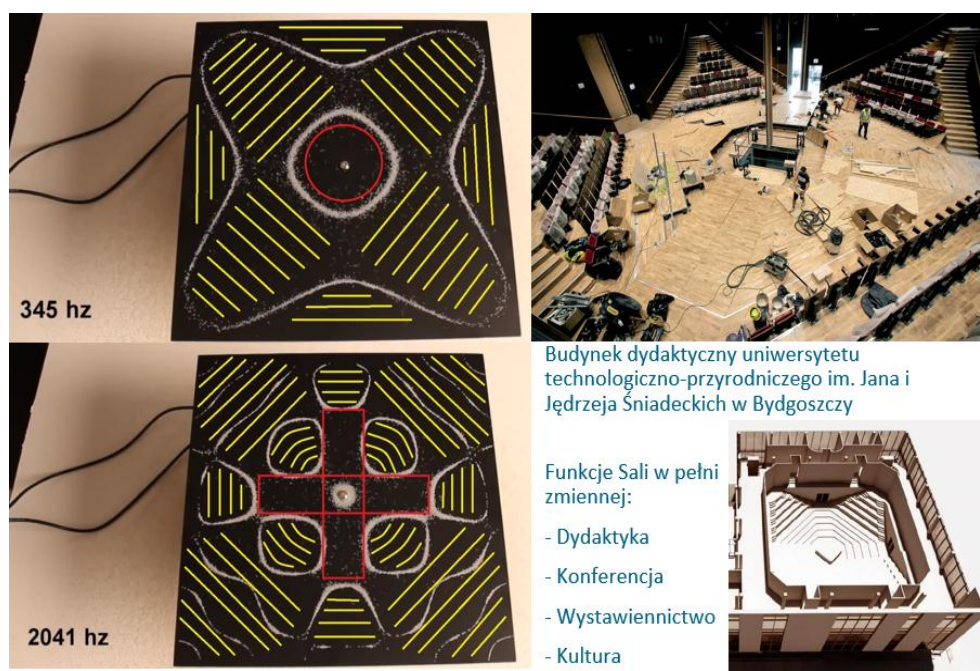 345 hz
2041 hz
Budynek dydaktyczny uniwersytetu
technologiczno-przyrodniczego im. Jana i
Jędrzeja Śniadeckich w Bydgoszczy
Funkcje Sali w pełni
zmiennej:
- Dydaktyka
- Konferencja
- Wystawiennictwo
- Kultura